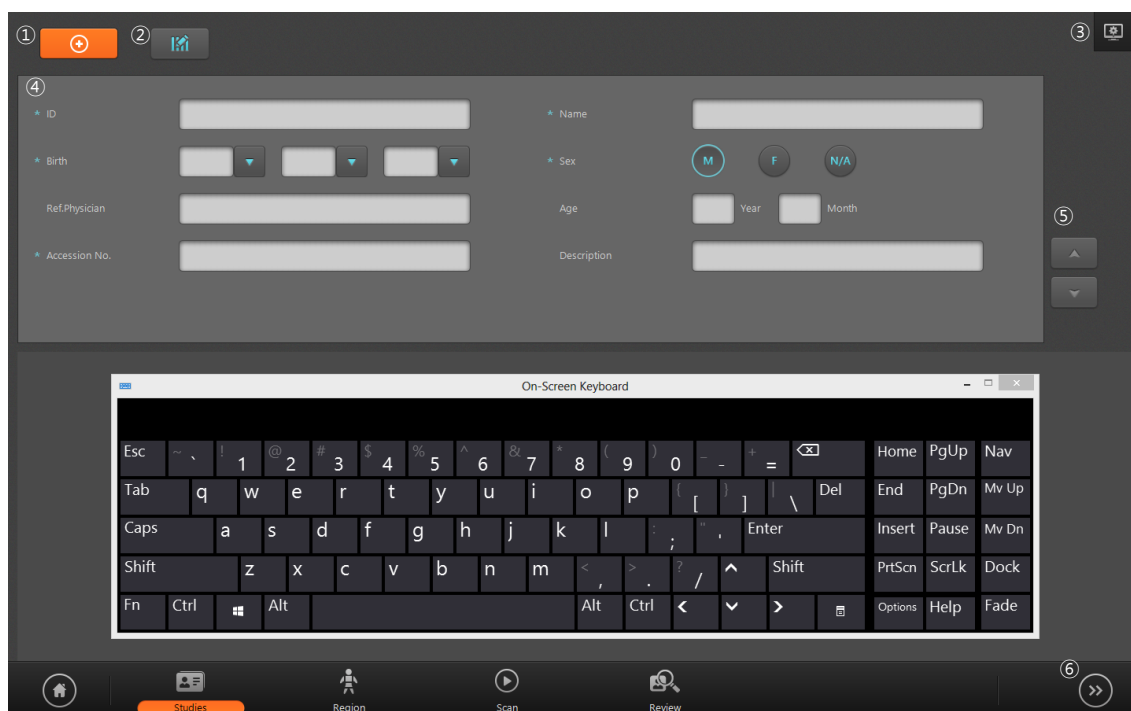 ① ② ③
④
* ID * Name
* Birth * Sex M F N/A
Ref.Physician Age Year Month
⑤
* Accession No. Description
On-Screen Keyboard
Esc ~ ` ! 1 @ 2 # 3 $ 4 % 5 ^ 6 & 7 * 8 ( 9 ) 0 _ - + = Home PgUp Nav
Tab q w e r t y u i o p { [ } ] | \ Del End PgDn Mv Up
Caps a s d f g h j k l : ; " ' Enter Insert Pause Mv Dn
Shift z x c v b n m < , > . ? / Shift PrtScn ScrLk Dock
Fn Ctrl Alt Alt Ctrl Options Help Fade
⑥
Studies Region Scan Review